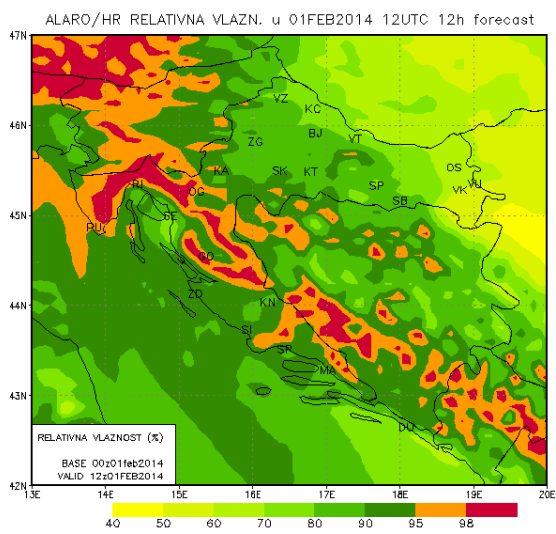 ALARO/HR RELATIVNA VLAZN. u 01FEB2014 12UTC 12h forecast
47N
46N
45N
44N
43N
42N
VZ
KC
BJ
ZG
VT
KA
SK
KT
OS
RI
OG
SP
SB
VK
VU
PU
SE
GO
ZD
KN
SI
SP
MA
DU
RELATIVNA VLAZNOST (%)
BASE 00z01feb2014
VALID 12z01FEB2014
13E 14E 15E 16E 17E 18E 19E 20E
40 50 60 70 80 90 95 98